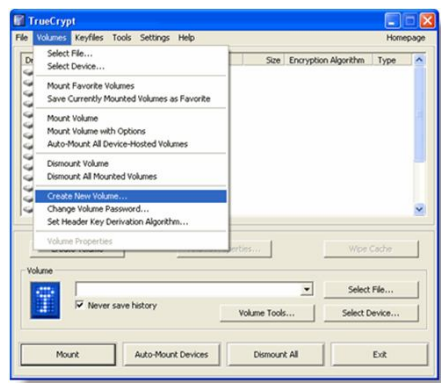 TrueCrypt
File Volumes Keyfiles Tools Settings Help Homepage
Size Encryption Algorithm Type
Select File...
Select Device...
Mount Favorite Volumes
Save Currently Mounted Volumes as Favorite
Mount Volume
Mount Volume with Options
Auto-Mount All Device-Hosted Volumes
Dismount Volume
Dismount All Mounted Volumes
Create New Volume...
Change Volume Password...
Set Header Key Derivation Algorithm...
Volume Properties
Wipe Cache
Volume
Never save history
Select File...
Volume Tools...
Select Device...
Mount
Auto-Mount Devices
Dismount All
Exit